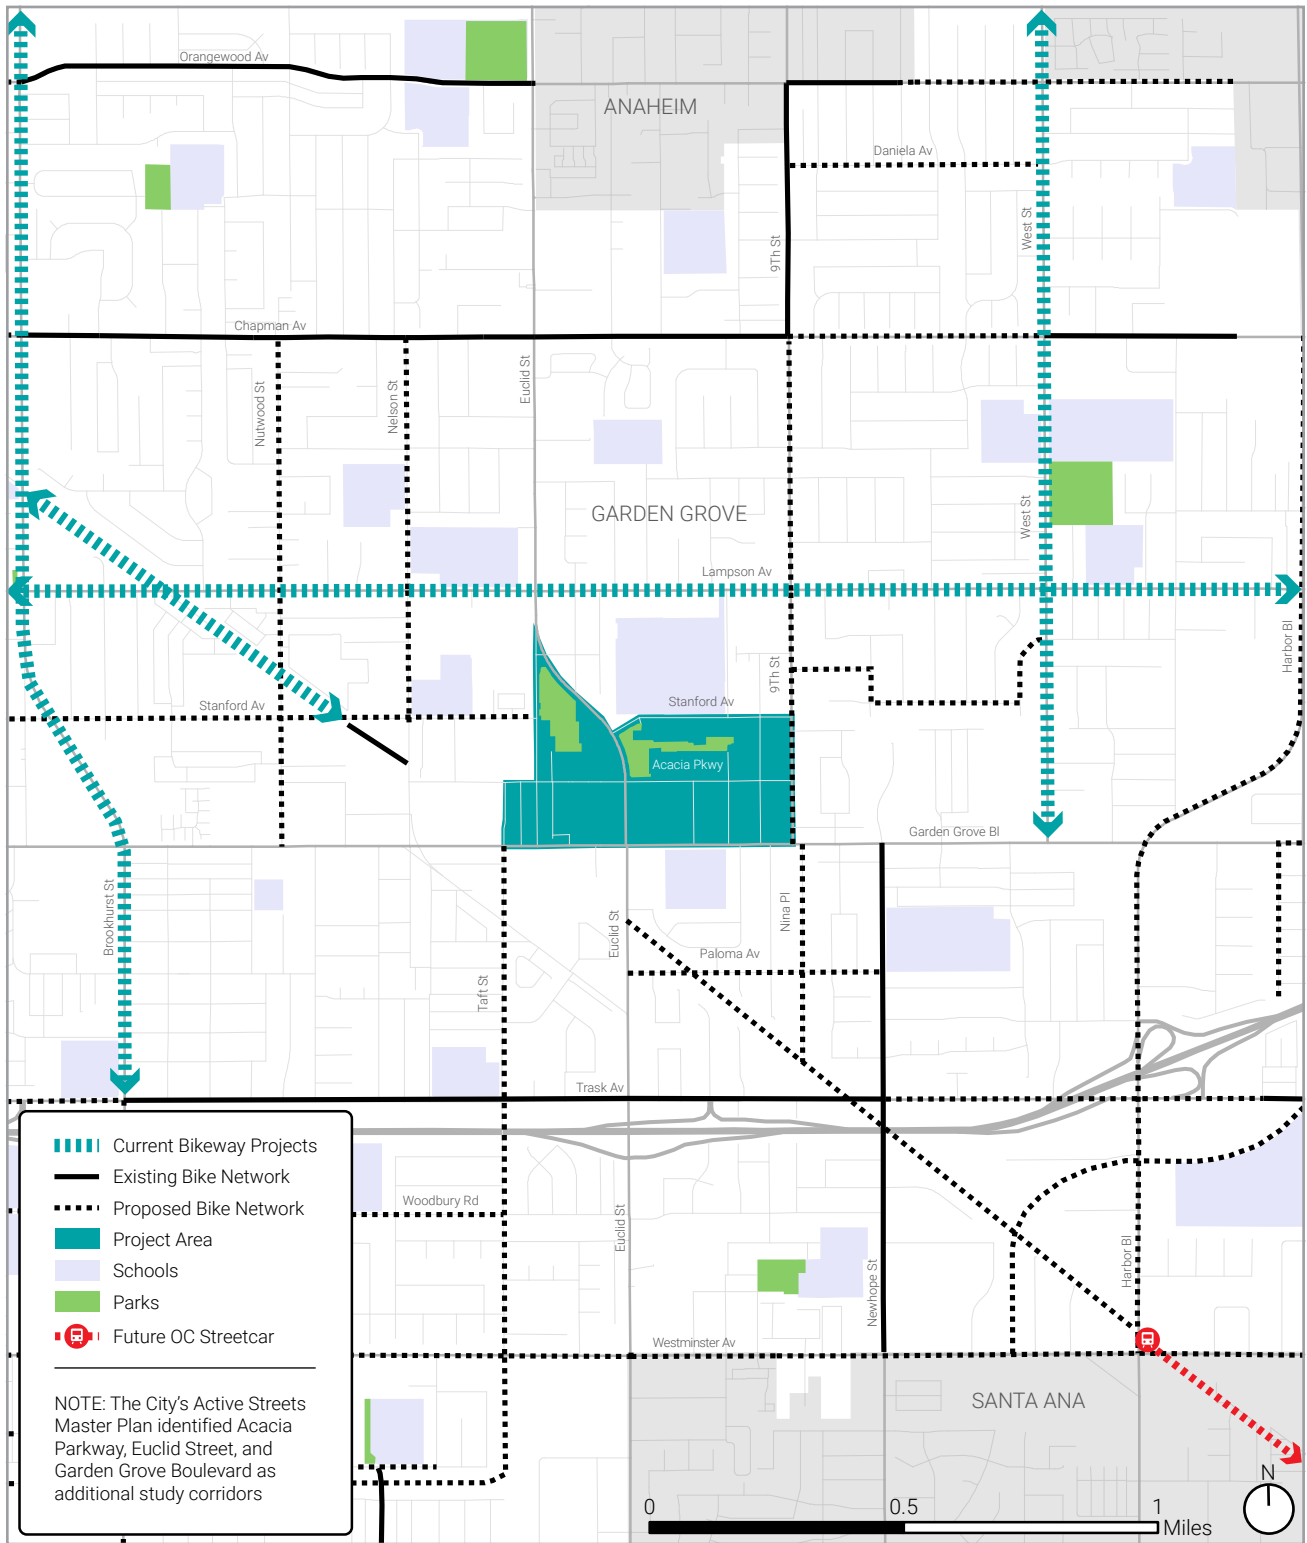 Orangewood Av
ANAHEIM
Daniela Av
9Th St
West St
Chapman Av
Euclid St
Nutwood St
Nelson St
GARDEN GROVE
West St
Lampson Av
Harbor Bl
9Th St
Stanford Av
Stanford Av
Acacia Pkwy
Garden Grove Bl
Brookhurst St
Nina Pl
Euclid St
Paloma Av
Taft St
Trask Av
Current Bikeway Projects
Existing Bike Network
Proposed Bike Network
Project Area
Schools
Parks
Future OC Streetcar
NOTE: The City's Active Streets
Master Plan identified Acacia
Parkway, Euclid Street, and
Garden Grove Boulevard as
additional study corridors
Woodbury Rd
Euclid St
Newhope St
Harbor Bl
Westminster Av
SANTA ANA
N
0 0.5 1
Miles